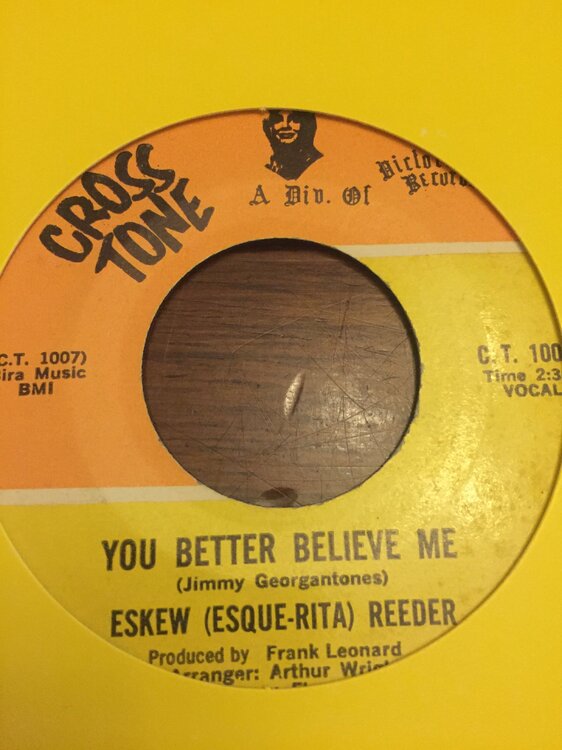 CROSS
TONE
A Div. Of
C.T. 1007)
Music
BMI
C.T. 100
Time 2:3
VOCAL
YOU BETTER BELIEVE ME
(Jimmy Georgantones)
ESKEW (ESQUE-RITA) REEDER
Produced by Frank Leonard
Arthur